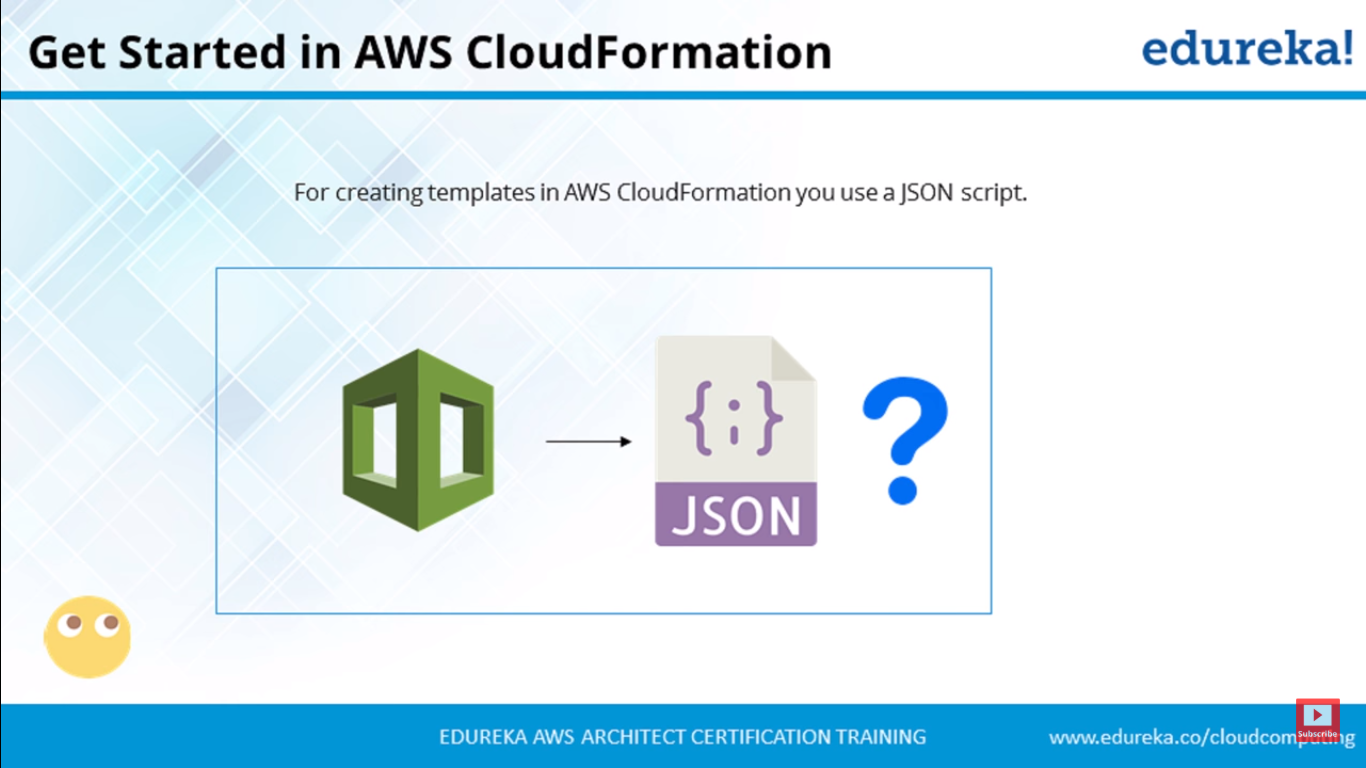 Get Started in AWS CloudFormation
edureka!
For creating templates in AWS CloudFormation you use a JSON script.
{;}
JSON
?
EDUREKA AWS ARCHITECT CERTIFICATION TRAINING
www.edureka.co/cloudcomputing
Subscribe